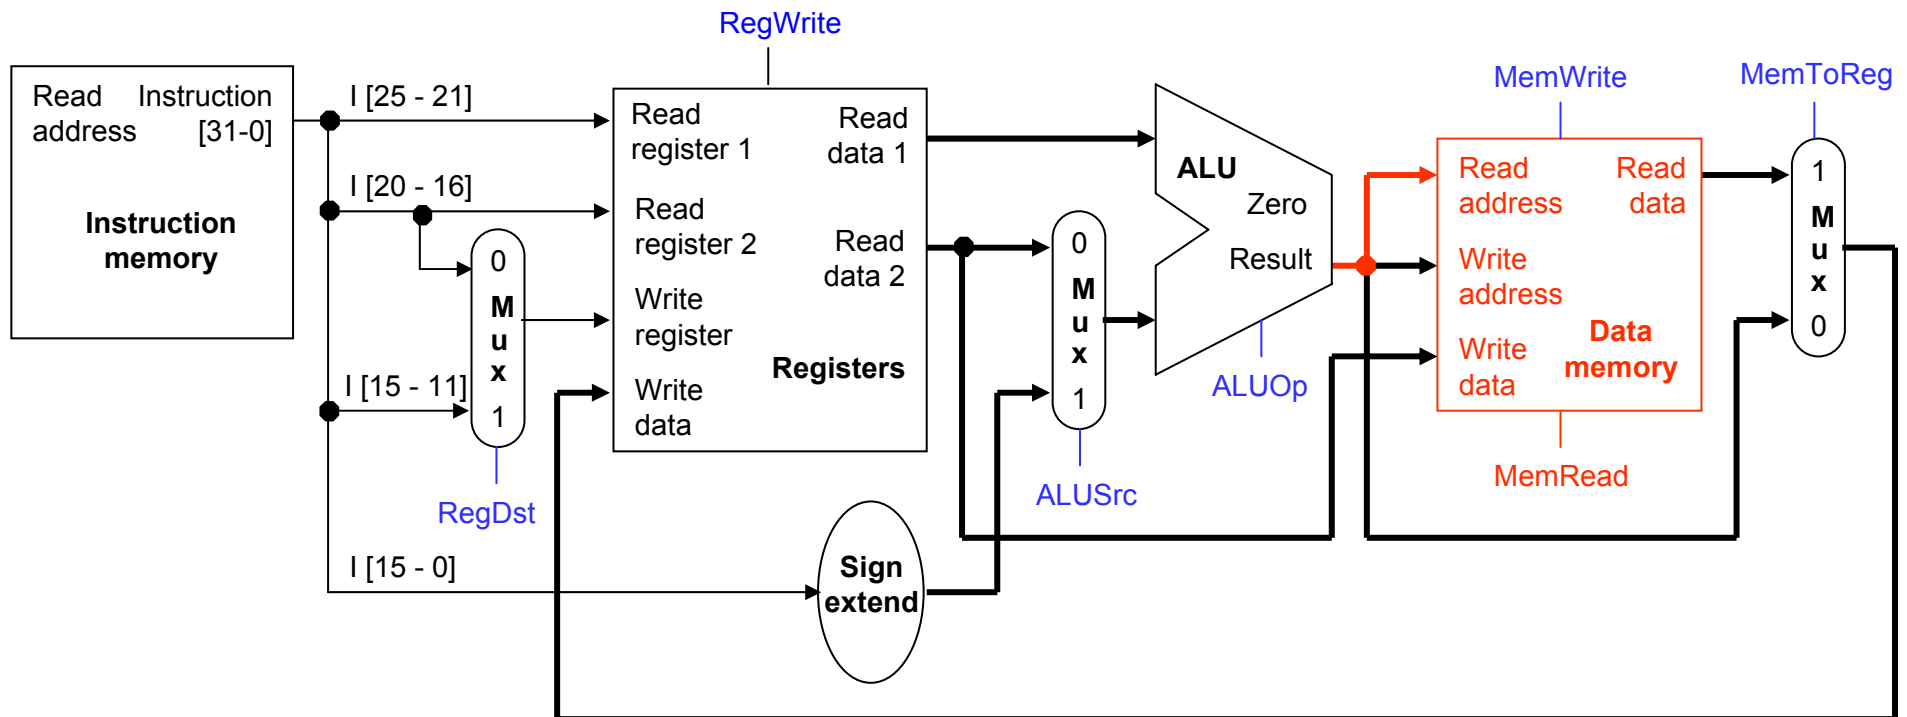 RegWrite
MemWrite
MemToReg
Read Instruction
address [31-0]
Instruction
memory
I [25 - 21]
I [20 - 16]
I [15 - 11]
I [15 - 0]
0
M
u
x
1
RegDst
Read
register 1
Read
data 1
Read
register 2
Read
data 2
Write
register
Write
data
Registers
Sign
extend
0
M
u
x
1
ALUSrc
ALU
Zero
Result
ALUOp
Read
address
Read
data
Write
address
Write
data
Data
memory
MemRead
1
M
u
x
0